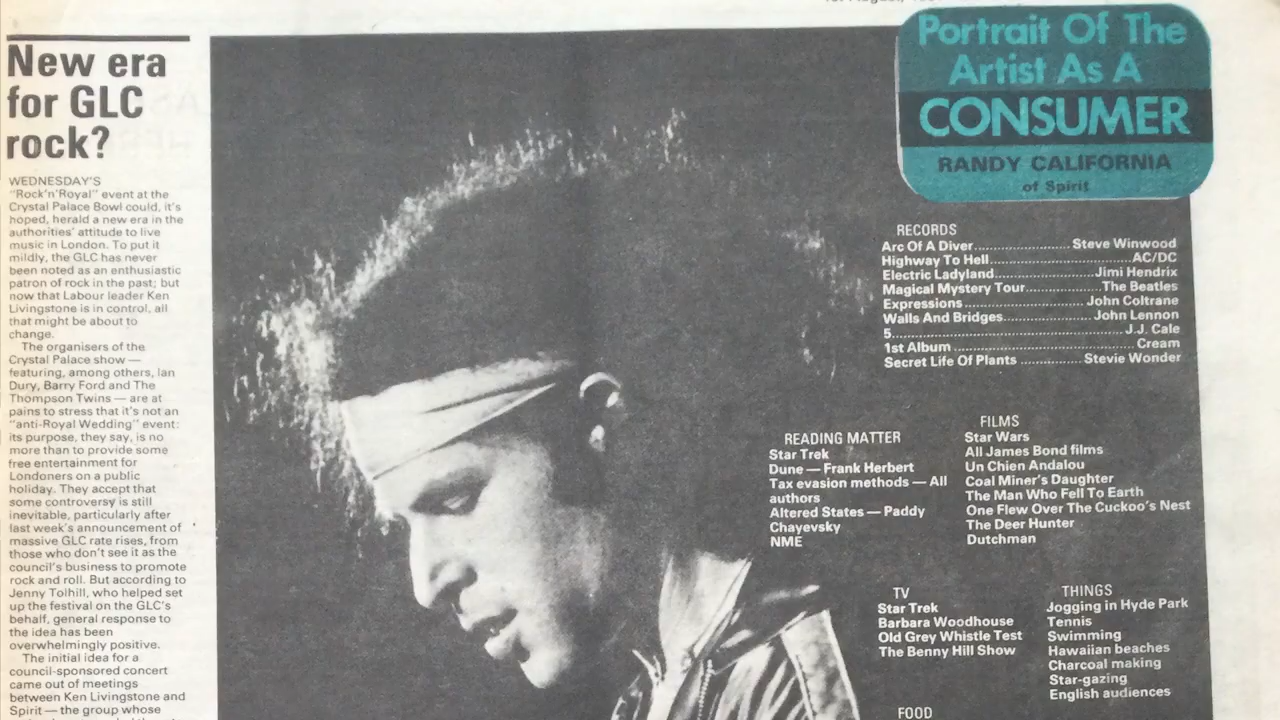 New era
for GLC
rock?
WEDNESDAY'S
"Rock'n'Royal" event at the
Crystal Palace Bowl could, it's
hoped, herald a new era in the
authorities' attitude to live
music in London. To put it
mildly, the GLC has never
been noted as an enthusiastic
patron of rock in the past; but
now that Labour leader Ken
Livingstone is in control, all
that might be about to
change.
The organisers of the
Crystal Palace show —
featuring, among others, Ian
Dury, Barry Ford and The
Thompson Twins — are at
pains to stress that it's not an
"anti-Royal Wedding" event:
its purpose, they say, is no
more than to provide some
free entertainment for
Londoners on a public
holiday. They accept that
some controversy is still
inevitable, particularly after
last week's announcement of
massive GLC rate rises, from
those who don't see it as the
council's business to promote
rock and roll. But according to
Jenny Tolhill, who helped set
up the festival on the GLC's
behalf, general response to
the idea has been
overwhelmingly positive.
The initial idea for a
council-sponsored concert
came out of meetings
between Ken Livingstone and
Spirit — the group whose
Portrait Of The
Artist As A
CONSUMER
RANDY CALIFORNIA
of Spirit
RECORDS
Arc Of A Diver........................ Steve Winwood
Highway To Hell....................................AC/DC
Electric Ladyland..........................Jimi Hendrix
Magical Mystery Tour...................The Beatles
Expressions ...............................John Coltrane
Walls And Bridges.......................John Lennon
5..........................................................J.J. Cale
1st Album ..............................................Cream
Secret Life Of Plants ...............Stevie Wonder
READING MATTER
Star Trek
Dune — Frank Herbert
Tax evasion methods — All
authors
Altered States — Paddy
Chayevsky
NME
FILMS
Star Wars
All James Bond films
Un Chien Andalou
Coal Miner's Daughter
The Man Who Fell To Earth
One Flew Over The Cuckoo's Nest
The Deer Hunter
Dutchman
TV
Star Trek
Barbara Woodhouse
Old Grey Whistle Test
The Benny Hill Show
THINGS
Jogging in Hyde Park
Tennis
Swimming
Hawaiian beaches
Charcoal making
Star-gazing
English audiences
FOOD